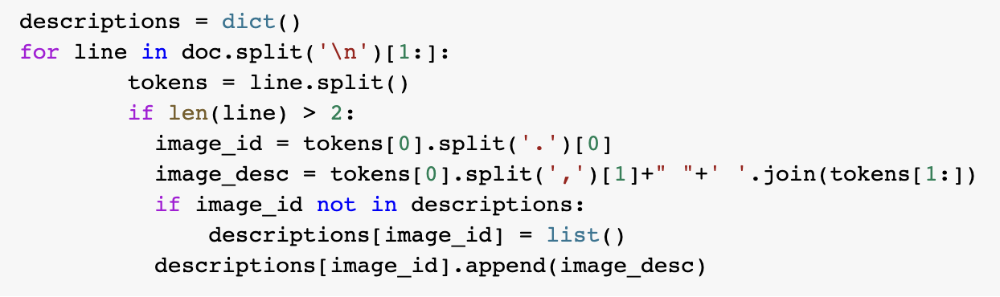 descriptions = dict()
for line in doc.split('\n')[1:]:
        tokens = line.split()
        if len(line) > 2:
          image_id = tokens[0].split('.')[0]
          image_desc = tokens[0].split(',')[1]+" "+' '.join(tokens[1:])
          if image_id not in descriptions:
              descriptions[image_id] = list()
          descriptions[image_id].append(image_desc)